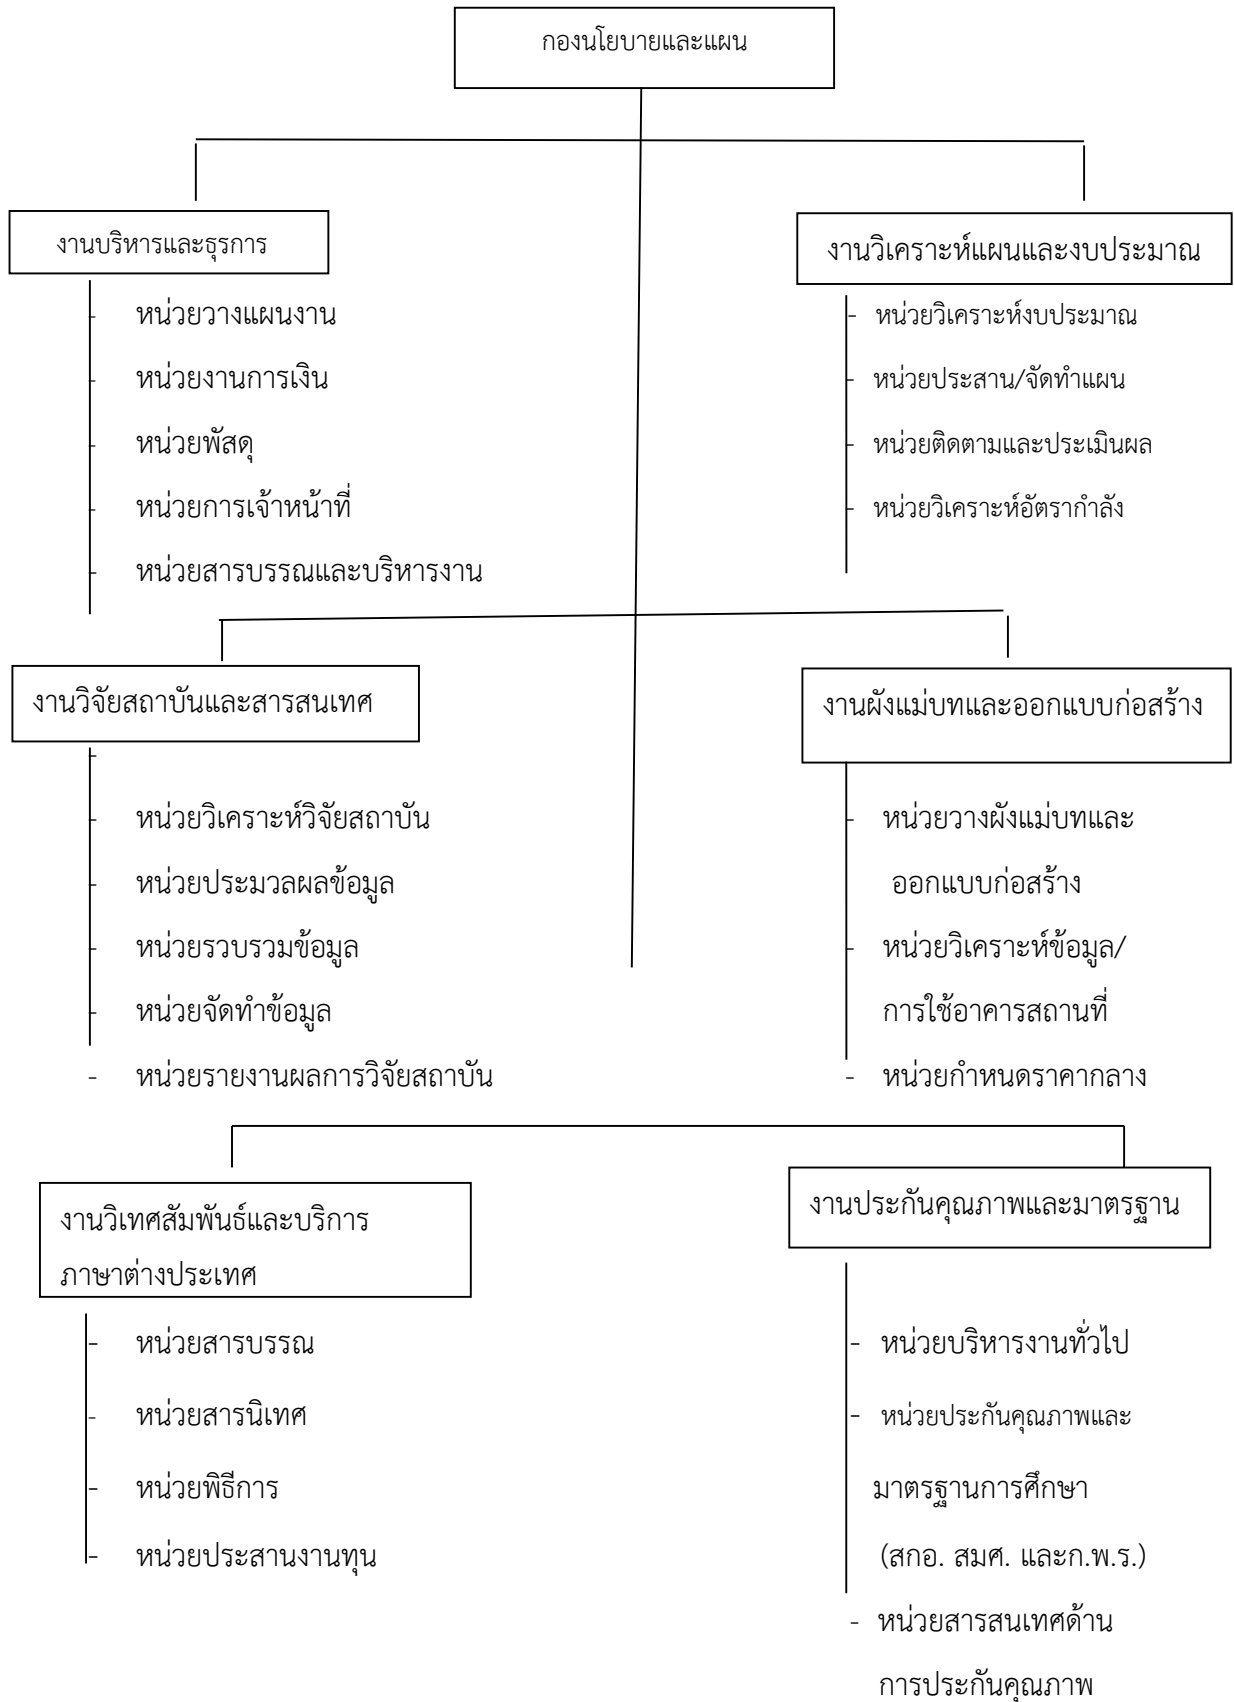 กองนโยบายและแผน
งานบริหารและธุรการ
- หน่วยวางแผนงาน
- หน่วยงานการเงิน
- หน่วยพัสดุ
- หน่วยการเจ้าหน้าที่
- หน่วยสารบรรณและบริหารงาน
งานวิเคราะห์แผนและงบประมาณ
- หน่วยวิเคราะห์งบประมาณ
- หน่วยประสาน/จัดทำแผน
- หน่วยติดตามและประเมินผล
- หน่วยวิเคราะห์อัตรากำลัง
งานวิจัยสถาบันและสารสนเทศ
-
- หน่วยวิเคราะห์วิจัยสถาบัน
- หน่วยประมวลผลข้อมูล
- หน่วยรวบรวมข้อมูล
- หน่วยจัดทำข้อมูล
- หน่วยรายงานผลการวิจัยสถาบัน
งานผังแม่บทและออกแบบก่อสร้าง
- หน่วยวางผังแม่บทและ
ออกแบบก่อสร้าง
- หน่วยวิเคราะห์ข้อมูล/
การใช้อาคารสถานที่
- หน่วยกำหนดราคากลาง
งานวิเทศสัมพันธ์และบริการ
ภาษาต่างประเทศ
- หน่วยสารบรรณ
- หน่วยสารนิเทศ
- หน่วยพิธีการ
- หน่วยประสานงานทุน
งานประกันคุณภาพและมาตรฐาน
- หน่วยบริหารงานทั่วไป
- หน่วยประกันคุณภาพและ
มาตรฐานการศึกษา
(สกอ. สมศ. และก.พ.ร.)
- หน่วยสารสนเทศด้าน
การประกันคุณภาพ